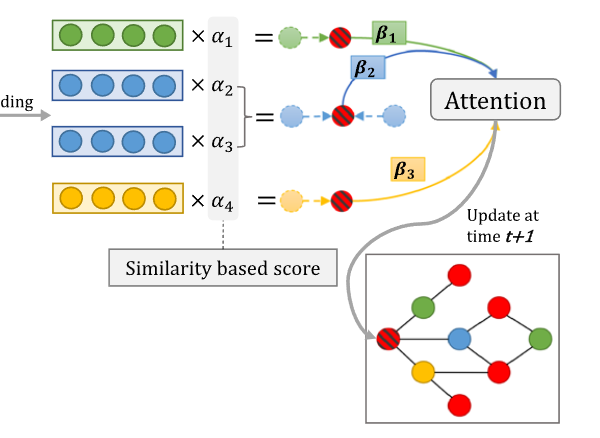 × α1 =
β1
× α2
β2
ding
=
Attention
× α3
β3
× α4 =
Update at
time t+1
Similarity based score